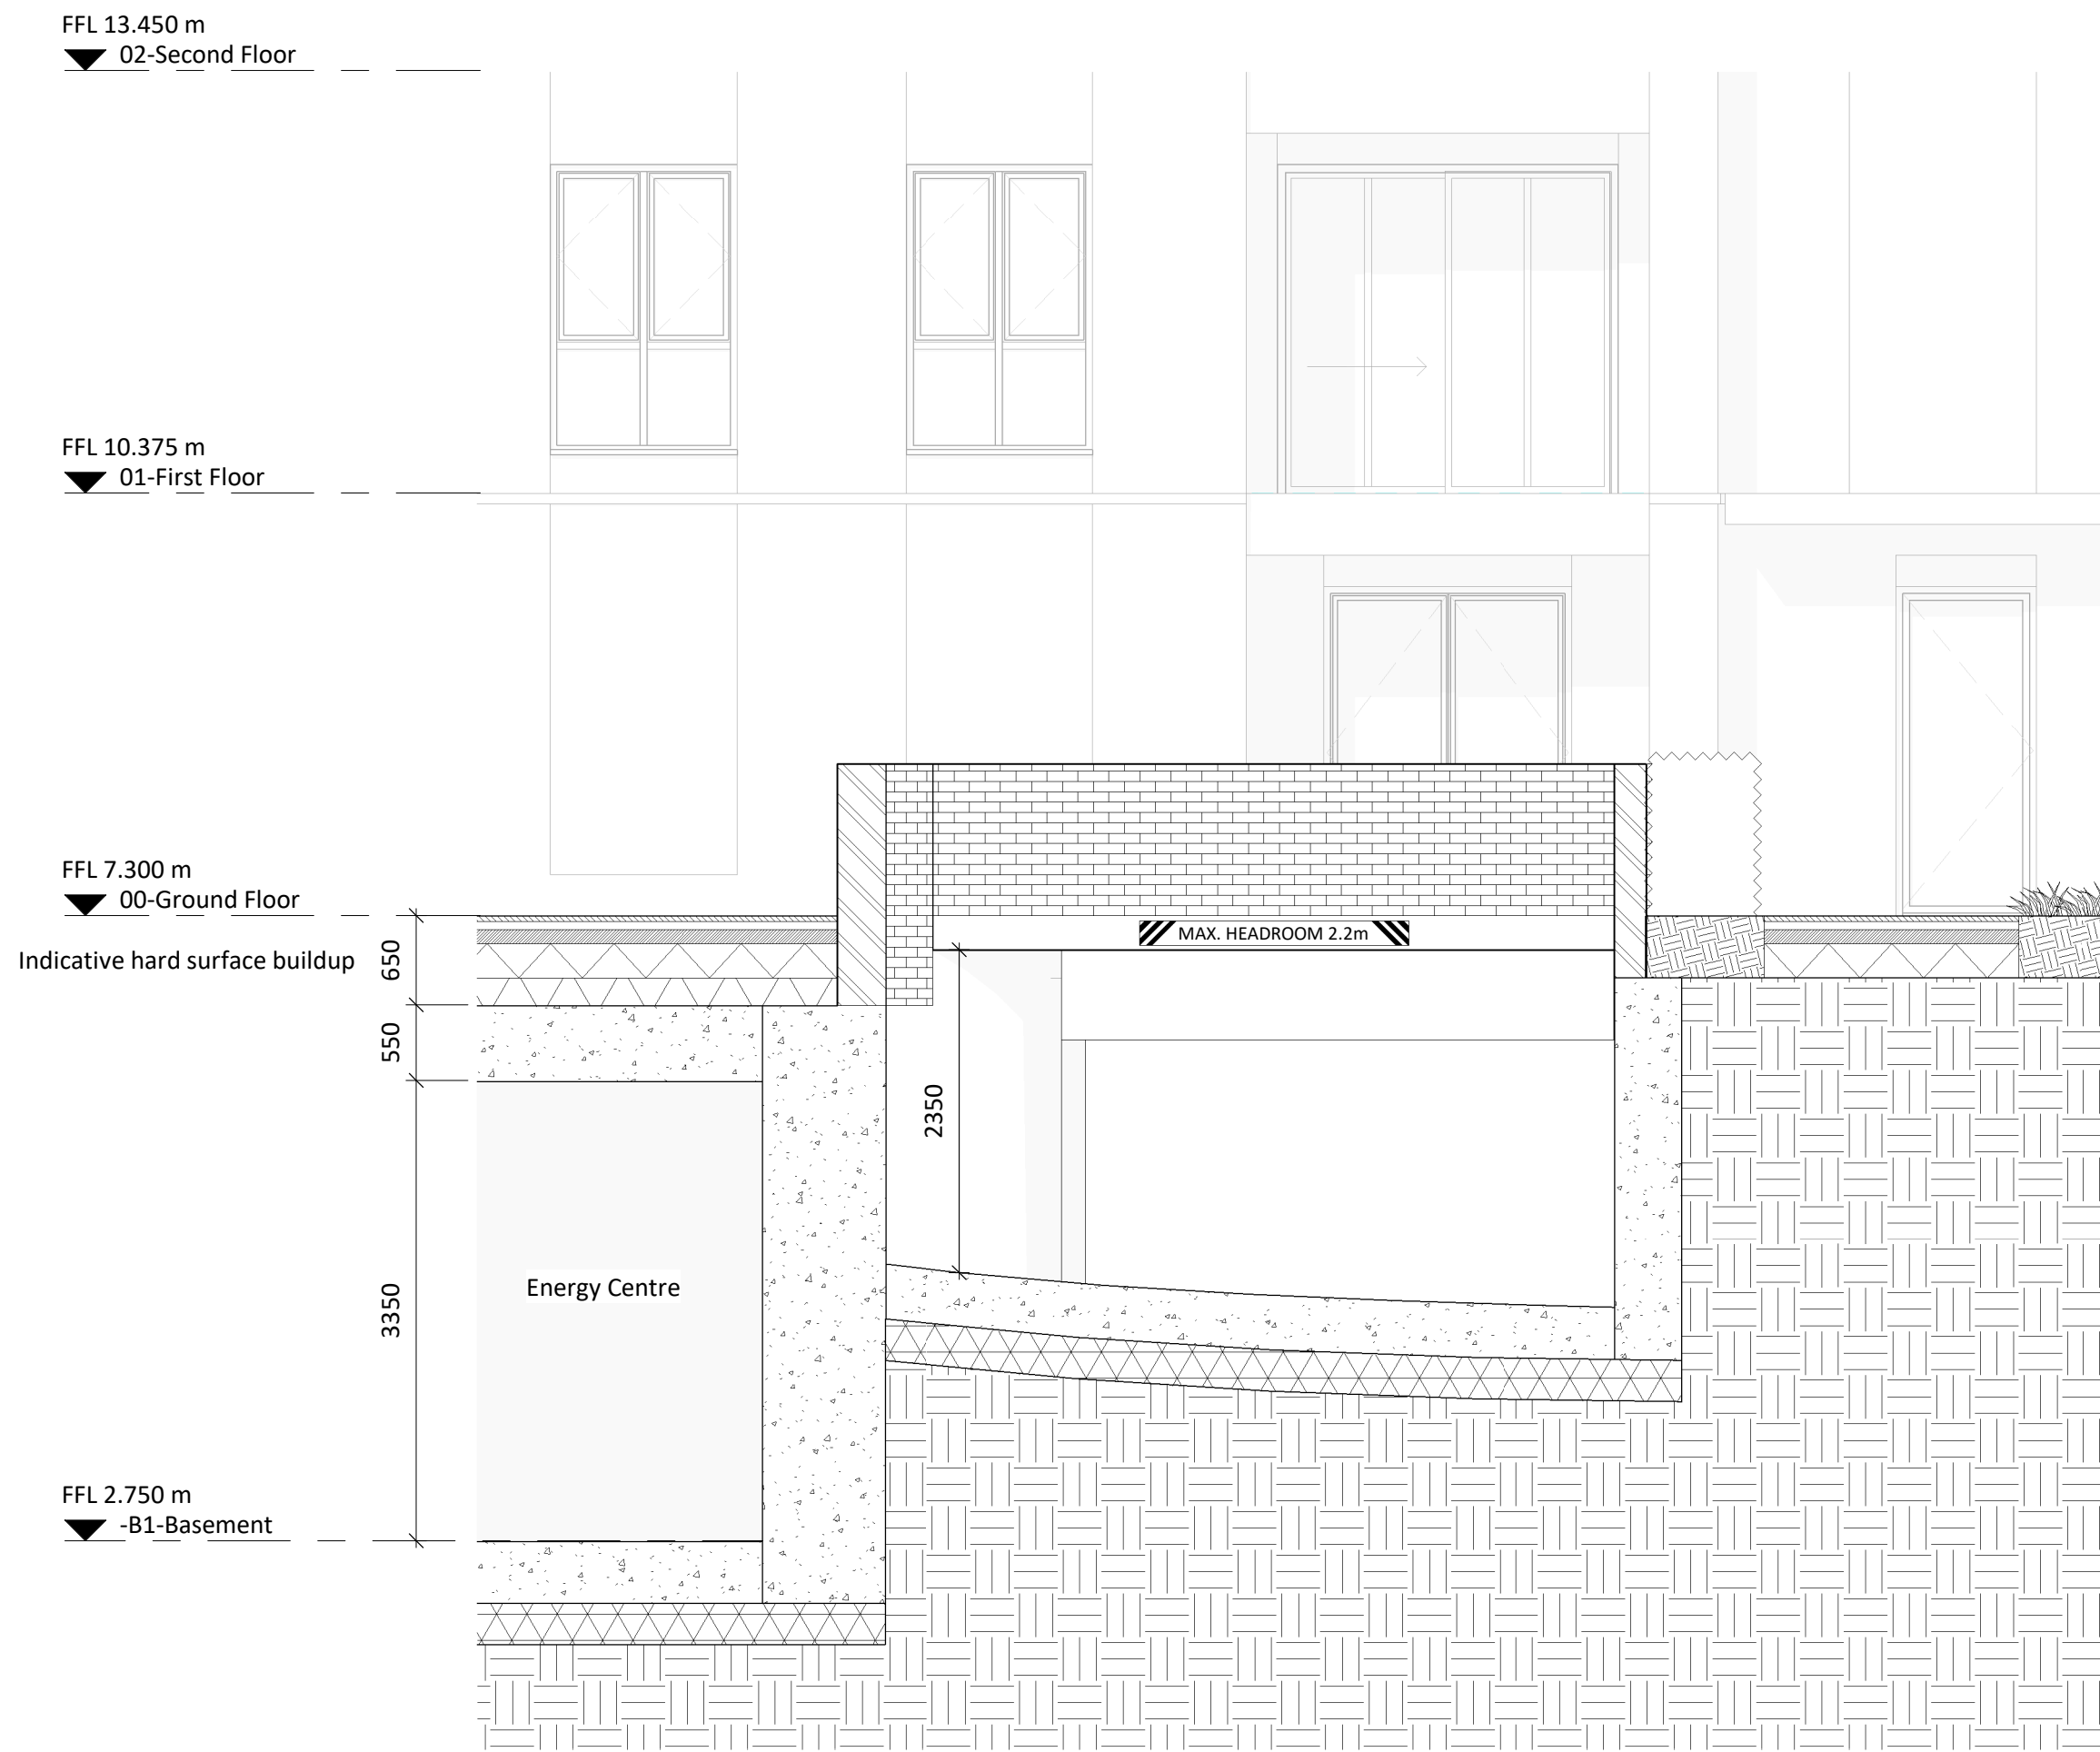 FFL 13.450 m
02-Second Floor
FFL 10.375 m
01-First Floor
FFL 7.300 m
00-Ground Floor
Indicative hard surface buildup
650
MAX. HEADROOM 2.2m
550
2350
3350
Energy Centre
FFL 2.750 m
-B1-Basement